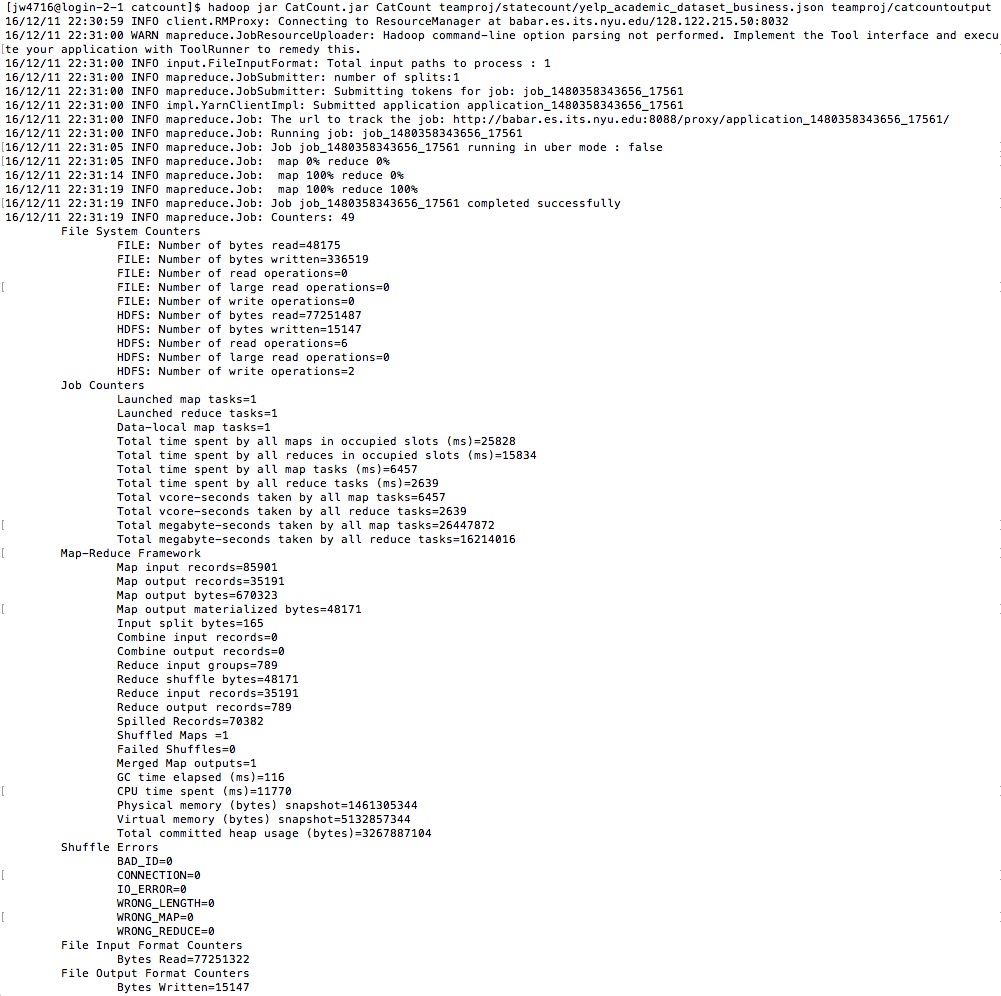 [jw4716@login-2-1 catcount]$ hadoop jar CatCount.jar CatCount teamproj/statecount/yelp_academic_dataset_business.json teamproj/catcountoutput
16/12/11 22:30:59 INFO client.RMProxy: Connecting to ResourceManager at babar.es.its.nyu.edu/128.122.215.50:8032
16/12/11 22:31:00 WARN mapreduce.JobResourceUploader: Hadoop command-line option parsing not performed. Implement the Tool interface and execu
[te your application with ToolRunner to remedy this. ]
16/12/11 22:31:00 INFO input.FileInputFormat: Total input paths to process : 1
16/12/11 22:31:00 INFO mapreduce.JobSubmitter: number of splits:1
16/12/11 22:31:00 INFO mapreduce.JobSubmitter: Submitting tokens for job: job_1480358343656_17561
16/12/11 22:31:00 INFO impl.YarnClientImpl: Submitted application application_1480358343656_17561
16/12/11 22:31:00 INFO mapreduce.Job: The url to track the job: http://babar.es.its.nyu.edu:8088/proxy/application_1480358343656_17561/
16/12/11 22:31:00 INFO mapreduce.Job: Running job: job_1480358343656_17561
[16/12/11 22:31:05 INFO mapreduce.Job: Job job_1480358343656_17561 running in uber mode : false ]
[16/12/11 22:31:05 INFO mapreduce.Job:  map 0% reduce 0% ]
16/12/11 22:31:14 INFO mapreduce.Job:  map 100% reduce 0%
16/12/11 22:31:19 INFO mapreduce.Job:  map 100% reduce 100%
[16/12/11 22:31:19 INFO mapreduce.Job: Job job_1480358343656_17561 completed successfully ]
16/12/11 22:31:19 INFO mapreduce.Job: Counters: 49
File System Counters
FILE: Number of bytes read=48175
FILE: Number of bytes written=336519
FILE: Number of read operations=0
[ FILE: Number of large read operations=0 ]
FILE: Number of write operations=0
HDFS: Number of bytes read=77251487
HDFS: Number of bytes written=15147
HDFS: Number of read operations=6
HDFS: Number of large read operations=0
HDFS: Number of write operations=2
Job Counters
Launched map tasks=1
Launched reduce tasks=1
Data-local map tasks=1
Total time spent by all maps in occupied slots (ms)=25828
Total time spent by all reduces in occupied slots (ms)=15834
Total time spent by all map tasks (ms)=6457
Total time spent by all reduce tasks (ms)=2639
Total vcore-seconds taken by all map tasks=6457
Total vcore-seconds taken by all reduce tasks=2639
[ Total megabyte-seconds taken by all map tasks=26447872 ]
Total megabyte-seconds taken by all reduce tasks=16214016
[ Map-Reduce Framework ]
Map input records=85901
Map output records=35191
Map output bytes=670323
[ Map output materialized bytes=48171 ]
Input split bytes=165
Combine input records=0
Combine output records=0
Reduce input groups=789
Reduce shuffle bytes=48171
Reduce input records=35191
Reduce output records=789
Spilled Records=70382
Shuffled Maps =1
Failed Shuffles=0
Merged Map outputs=1
GC time elapsed (ms)=116
[ CPU time spent (ms)=11770 ]
Physical memory (bytes) snapshot=1461305344
Virtual memory (bytes) snapshot=5132857344
Total committed heap usage (bytes)=3267887104
Shuffle Errors
BAD_ID=0
[ CONNECTION=0 ]
IO_ERROR=0
WRONG_LENGTH=0
[ WRONG_MAP=0 ]
WRONG_REDUCE=0
File Input Format Counters
Bytes Read=77251322
File Output Format Counters
Bytes Written=15147